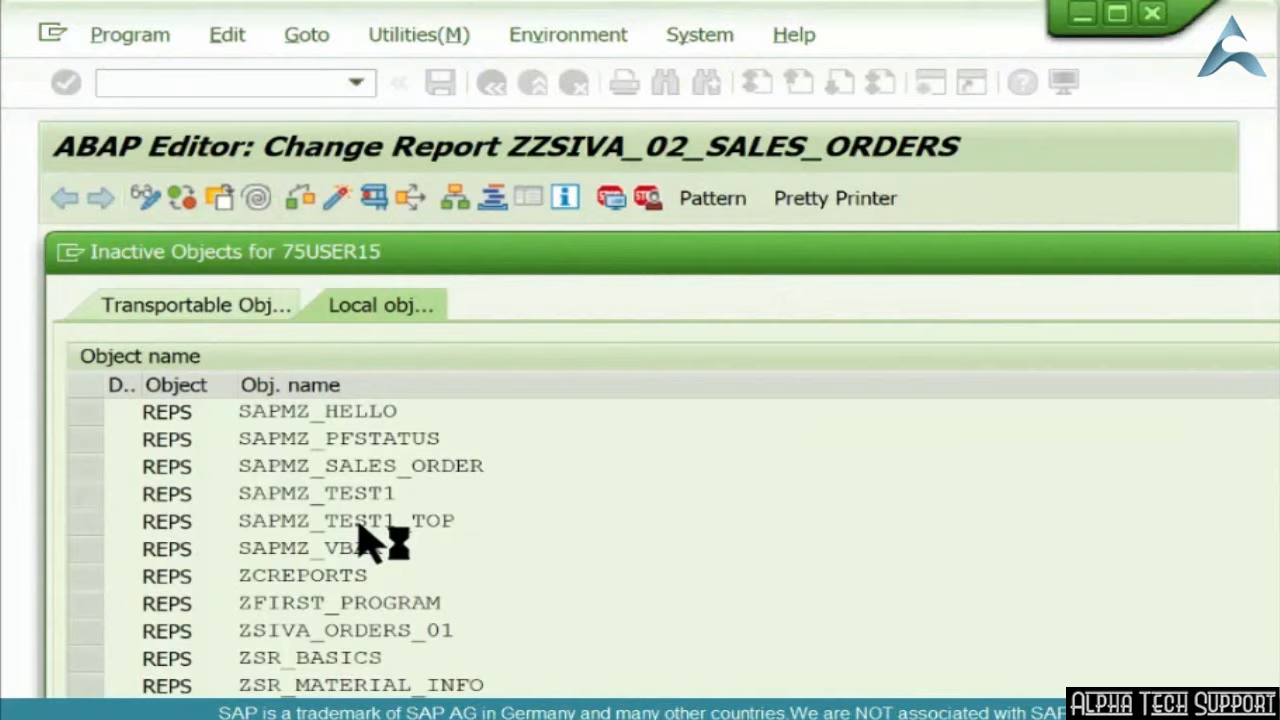 Program Edit Goto Utilities(M) Environment System Help
ABAP Editor: Change Report ZZSIVA_02_SALES_ORDERS
Pattern Pretty Printer
Inactive Objects for 75USER15
Transportable Obj... Local obj...
Object name
D.. Object Obj. name
REPS SAPMZ_HELLO
REPS SAPMZ_PFSTATUS
REPS SAPMZ_SALES_ORDER
REPS SAPMZ_TEST1
REPS SAPMZ_TEST1_TOP
REPS
REPS ZCREPORTS
REPS ZFIRST_PROGRAM
REPS ZSIVA_ORDERS_01
REPS ZSR_BASICS
REPS ZSR_MATERIAL_INFO
SAP is a trademark of SAP AG in Germany and many other countries.We are NOT associated with SAP
Alpha Tech Support